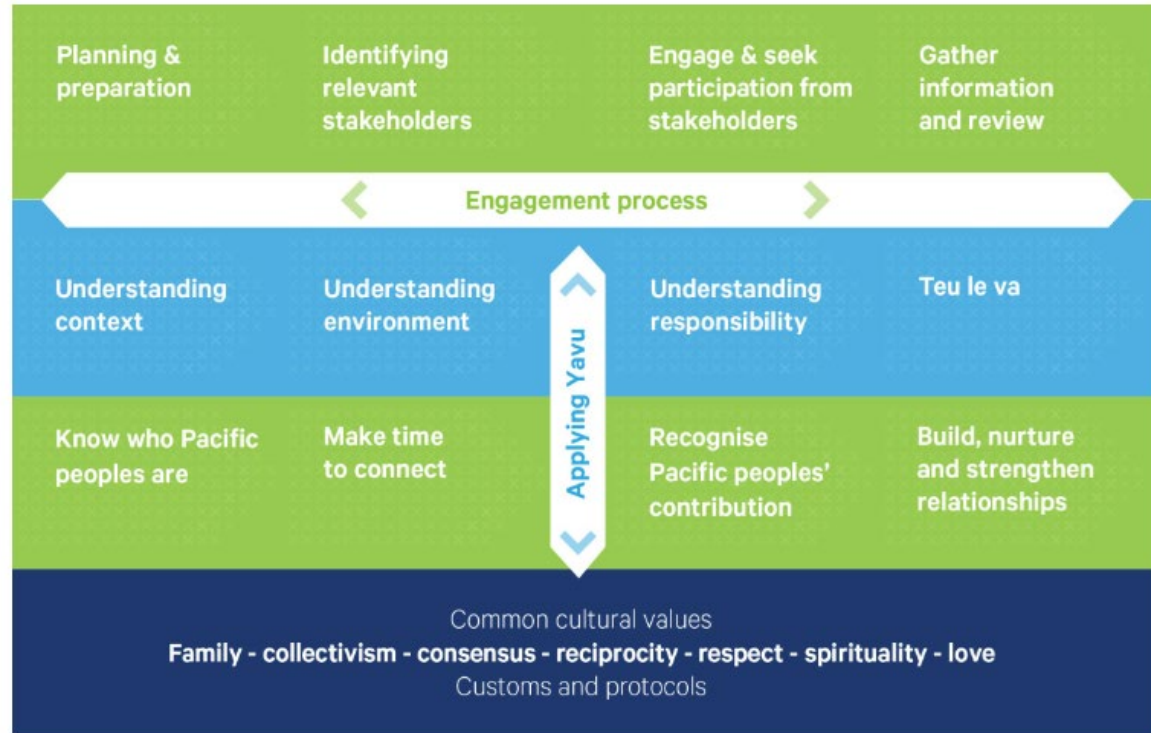 Planning &
preparation
Identifying
relevant
stakeholders
Engage & seek
participation from
stakeholders
Gather
information
and review
Engagement process
Understanding
context
Understanding
environment
Applying Yavu
Understanding
responsibility
Teu le va
Know who Pacific
peoples are
Make time
to connect
Recognise
Pacific peoples'
contribution
Build, nurture
and strengthen
relationships
Common cultural values
Family - collectivism - consensus - reciprocity - respect - spirituality - love
Customs and protocols